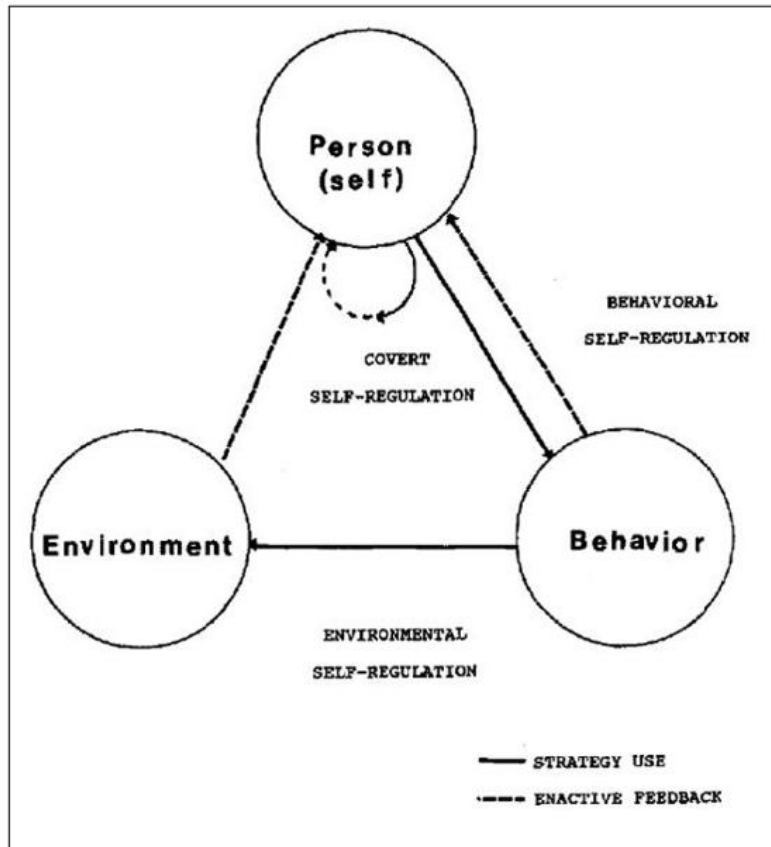 Person
(self)
BEHAVIORAL
SELF-REGULATION
COVERT
SELF-REGULATION
Environment
Behavior
ENVIRONMENTAL
SELF-REGULATION
STRATEGY USE
ENACTIVE FEEDBACK